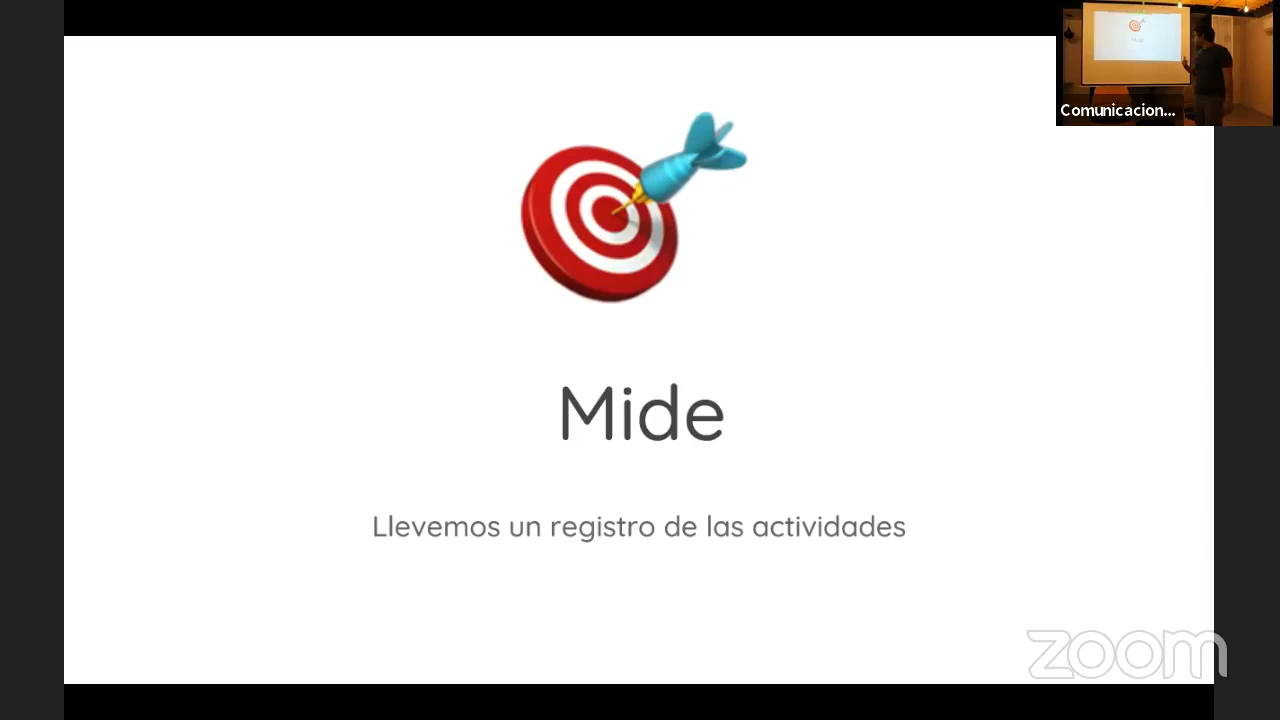 Comunicacion...
Mide
Llevemos un registro de las actividades
zoom